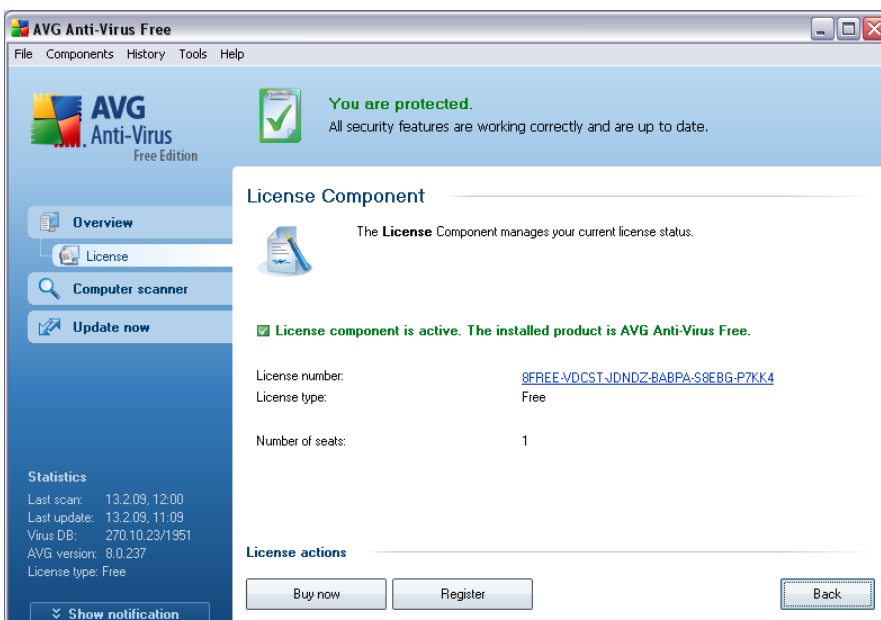 AVG Anti-Virus Free
File Components History Tools Help
AVG
Anti-Virus
Free Edition
You are protected.
All security features are working correctly and are up to date.
Overview
License
Computer scanner
Update now
License Component
The License Component manages your current license status.
License component is active. The installed product is AVG Anti-Virus Free.
License number: 8FREE-VDCST-JDNDZ-BABPA-S8EBG-P7KK4
License type: Free
Number of seats: 1
Statistics
Last scan: 13.2.09, 12:00
Last update: 13.2.09, 11:09
Virus DB: 270.10.23/1951
AVG version: 8.0.237
License type: Free
Show notification
License actions
Buy now Register Back